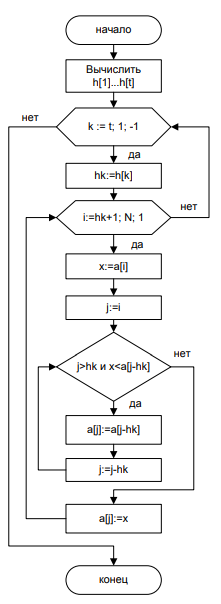 начало
Вычислить
h[1]...h[t]
нет
k := t; 1; -1
да
hk:=h[k]
i:=hk+1; N; 1
нет
да
x:=a[i]
j:=i
нет
j>hk и x<a[j-hk]
да
a[j]:=a[j-hk]
j:=j-hk
a[j]:=x
конец